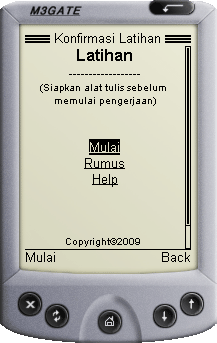 M3GATE
Konfirmasi Latihan
Latihan
------------------
(Siapkan alat tulis sebelum
memulai pengerjaan)
Mulai
Rumus
Help
Copyright©2009
Mulai Back